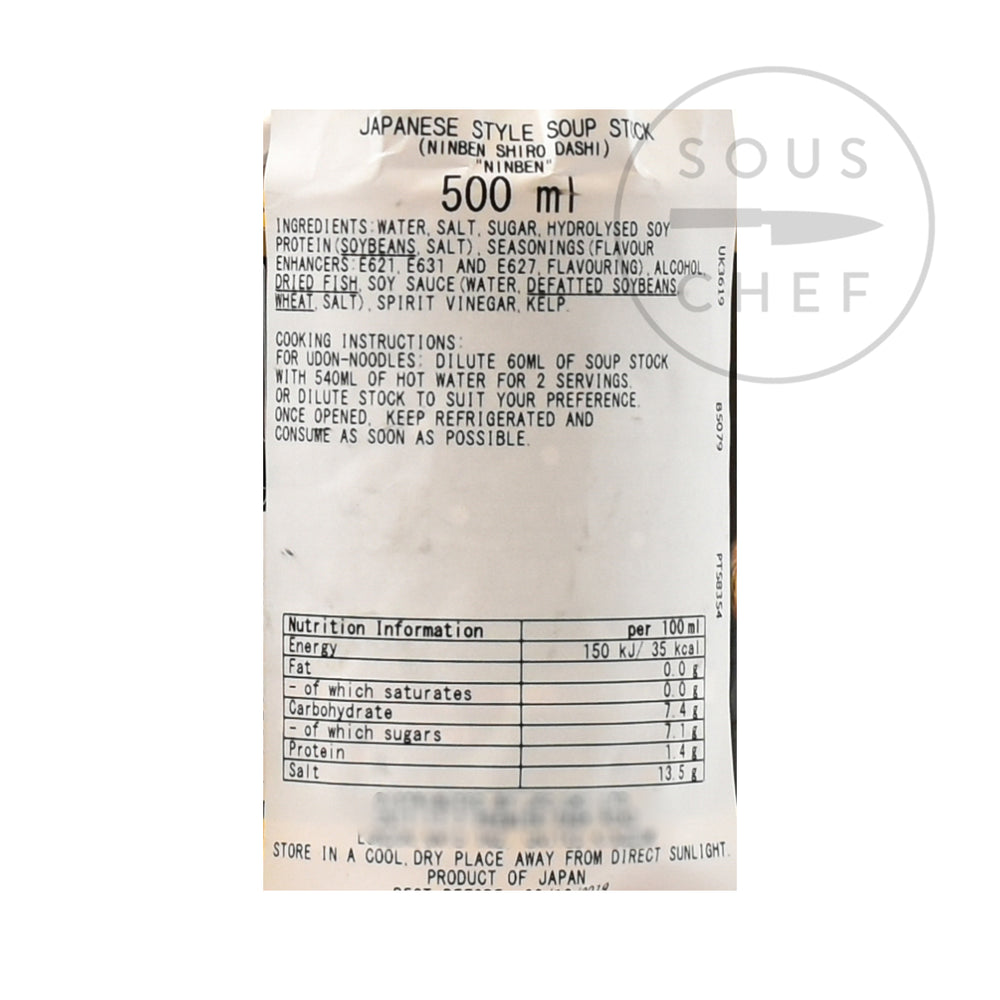 JAPANESE STYLE SOUP STOCK
(NINBEN SHIRO DASHI)
"NINBEN"
500 ml
INGREDIENTS:WATER, SALT, SUGAR, HYDROLYSED SOY
PROTEIN(SOYBEANS, SALT), SEASONINGS(FLAVOUR
ENHANCERS:E621, E631 AND E627, FLAVOURING), ALCOHOL,
DRIED FISH, SOY SAUCE(WATER, DEFATTED SOYBEANS,
WHEAT, SALT), SPIRIT VINEGAR, KELP.
COOKING INSTRUCTIONS:
FOR UDON-NOODLES: DILUTE 60ML OF SOUP STOCK
WITH 540ML OF HOT WATER FOR 2 SERVINGS.
OR DILUTE STOCK TO SUIT YOUR PREFERENCE.
ONCE OPENED, KEEP REFRIGERATED AND
CONSUME AS SOON AS POSSIBLE.
Nutrition Information per 100ml
Energy 150 kJ/ 35 kcal
Fat 0.0 g
- of which saturates 0.0 g
Carbohydrate 7.4 g
- of which sugars 7.1 g
Protein 1.4 g
Salt 13.5 g
STORE IN A COOL, DRY PLACE AWAY FROM DIRECT SUNLIGHT.
PRODUCT OF JAPAN
UK3619
B5079
PTSB354
SOUS
CHEF